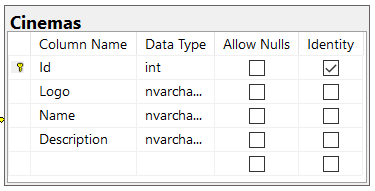 Cinemas
Column Name Data Type Allow Nulls Identity
Id int
Logo nvarcha...
Name nvarcha...
Description nvarcha...